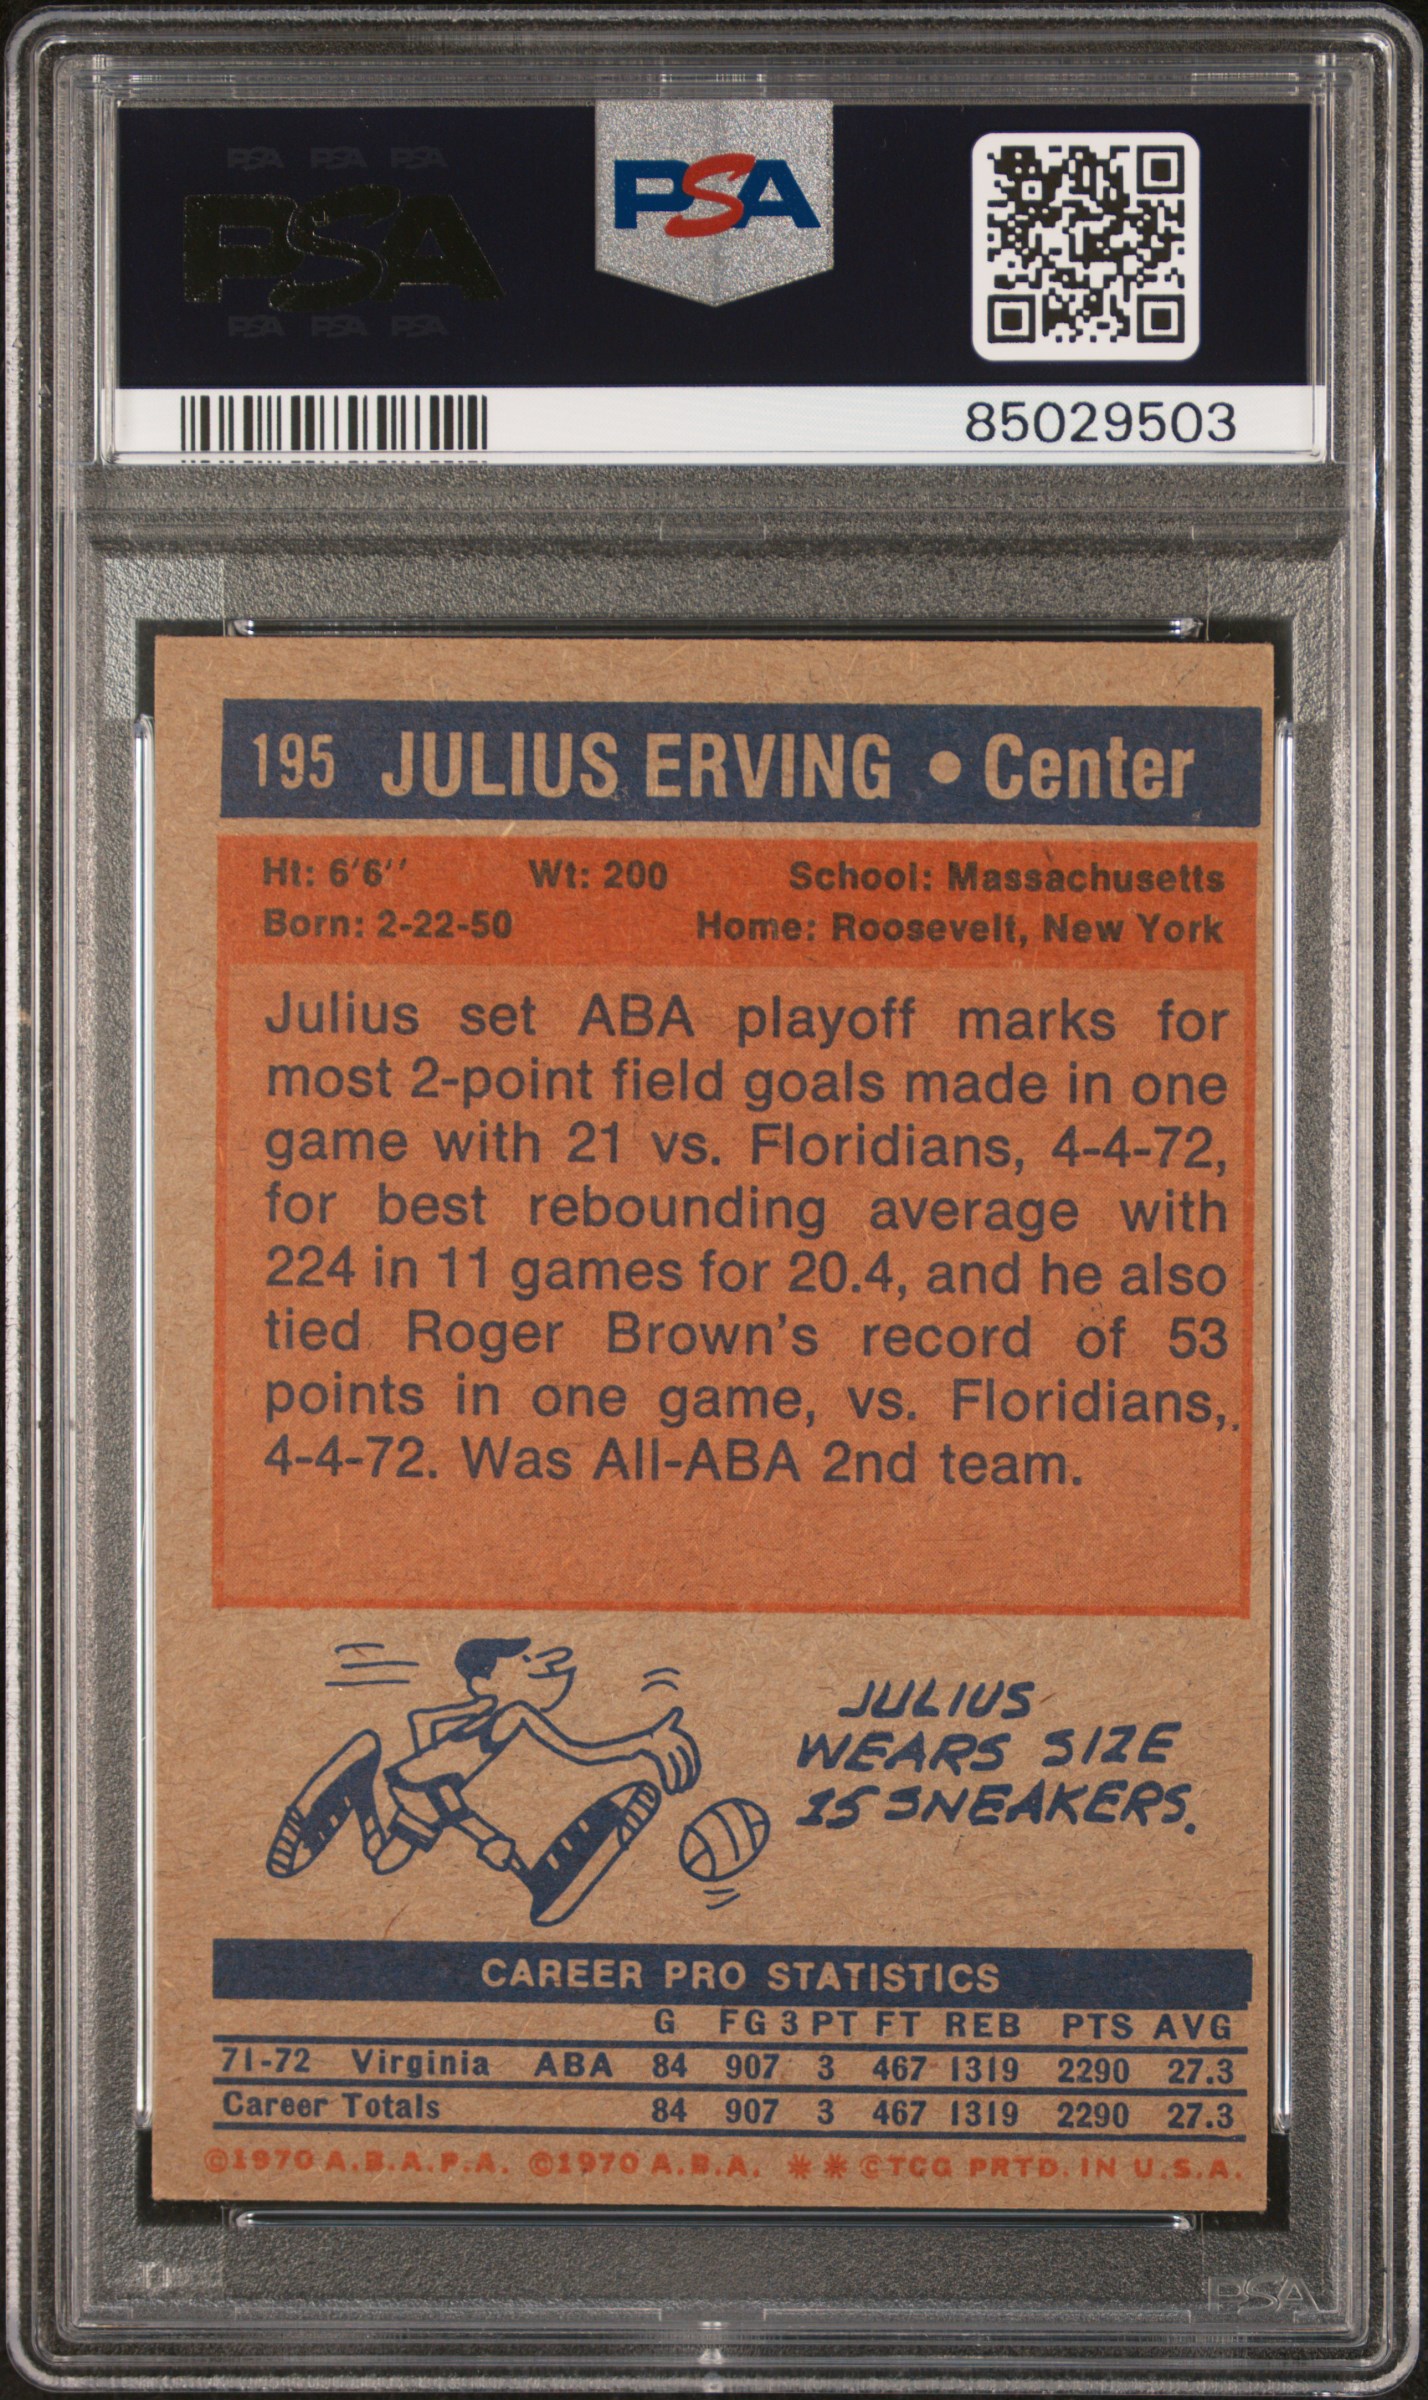 PSA PSA PSA
PSA
PSA PSA PSA
PSA
85029503
195 JULIUS ERVING • Center
Ht: 6'6'' Wt: 200 School: Massachusetts
Born: 2-22-50 Home: Roosevelt, New York
Julius set ABA playoff marks for
most 2-point field goals made in one
game with 21 vs. Floridians, 4-4-72,
for best rebounding average with
224 in 11 games for 20.4, and he also
tied Roger Brown's record of 53
points in one game, vs. Floridians,.
4-4-72. Was All-ABA 2nd team.
JULIUS
WEARS SIZE
15 SNEAKERS.
CAREER PRO STATISTICS
G FG 3 PT FT REB PTS AVG
71-72 Virginia ABA 84 907 3 467 1319 2290 27.3
Career Totals 84 907 3 467 1319 2290 27.3
©1970 A.B.A.P.A. ©1970 A.B.A. ** ©TCG PRTD. IN U.S.A.
PSA